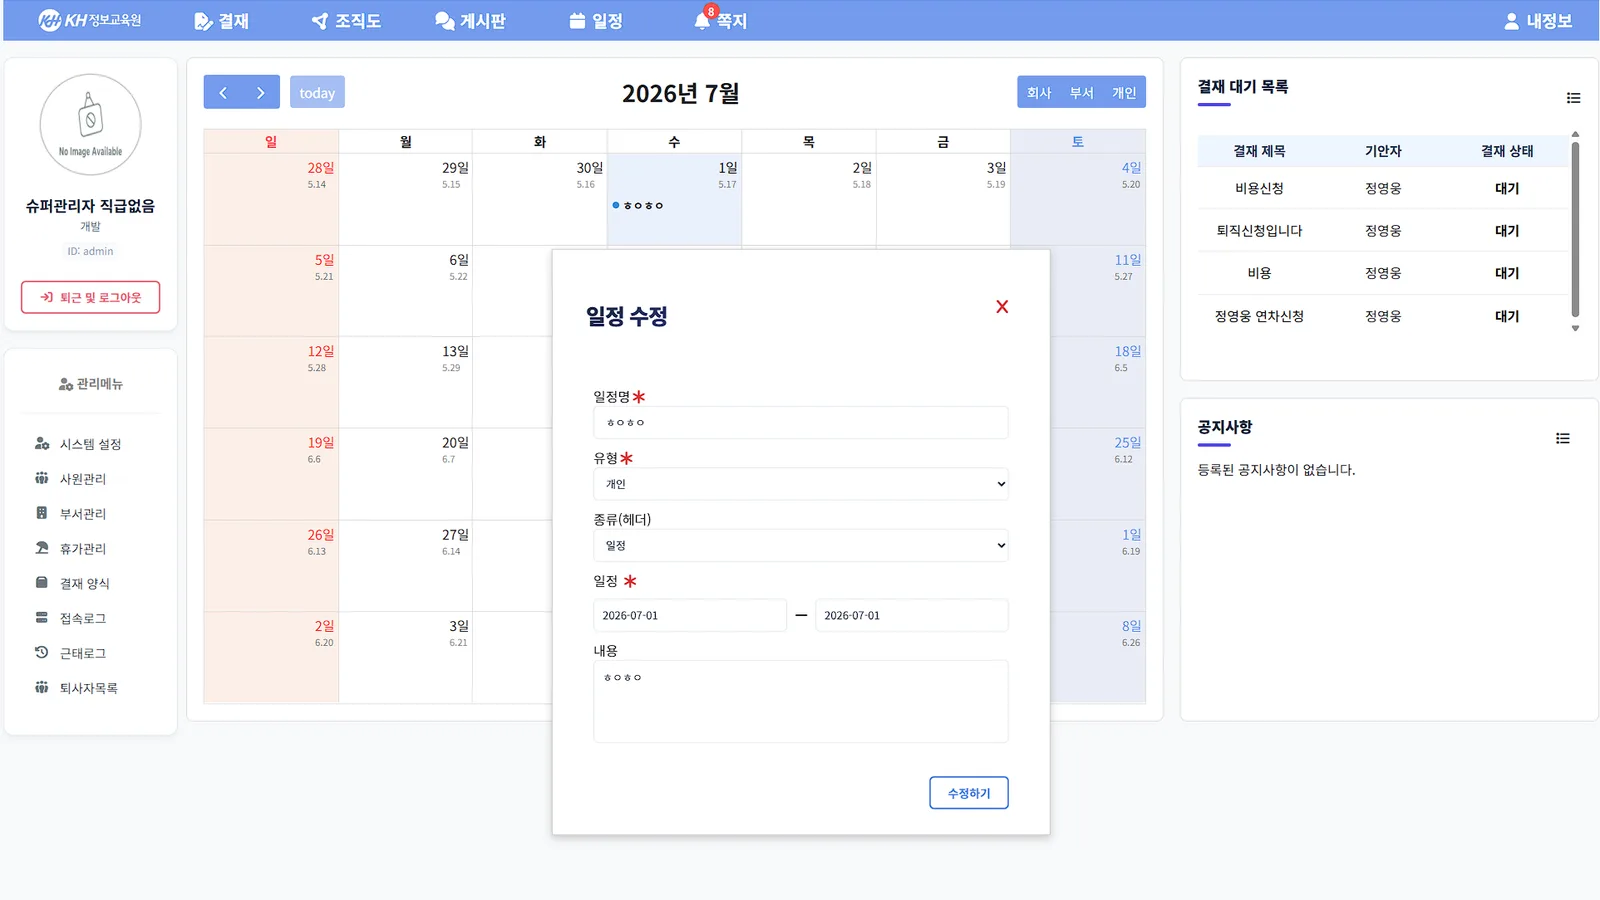 KH정보교육원 결재 조직도 게시판 일정 8 쪽지 내정보
No Image Available
슈퍼관리자 직급없음
개발
ID: admin
퇴근 및 로그아웃
관리메뉴
시스템 설정
사원관리
부서관리
휴가관리
결재 양식
접속로그
근태로그
퇴사자목록
today 2026년 7월 회사 부서 개인
일 월 화 수 목 금 토
28일 29일 30일 1일 2일 3일 4일
5.14 5.15 5.16 5.17 5.18 5.19 5.20
ㅎㅇㅎㅇ
5일 6일 11일
5.21 5.22 5.27
12일 13일 18일
5.28 5.29 6.5
19일 20일 25일
6.6 6.7 6.12
26일 27일 1일
6.13 6.14 6.19
2일 3일 8일
6.20 6.21 6.26
일정 수정 X
일정명*
ㅎㅇㅎㅇ
유형*
개인
종류(헤더)
일정
일정 *
2026-07-01 — 2026-07-01
내용
ㅎㅇㅎㅇ
수정하기
결재 대기 목록
결재 제목 기안자 결재 상태
비용신청 정영웅 대기
퇴직신청입니다 정영웅 대기
비용 정영웅 대기
정영웅 연차신청 정영웅 대기
공지사항
등록된 공지사항이 없습니다.